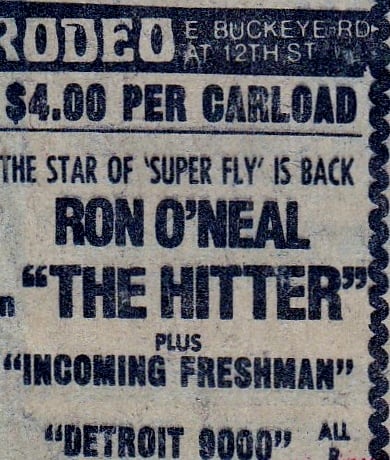 RODEO E BUCKEYE RD
AT 12TH ST
$4.00 PER CARLOAD
THE STAR OF 'SUPER FLY' IS BACK
RON O'NEAL
"THE HITTER"
PLUS
"INCOMING FRESHMAN"
"DETROIT 9000" ALL
R